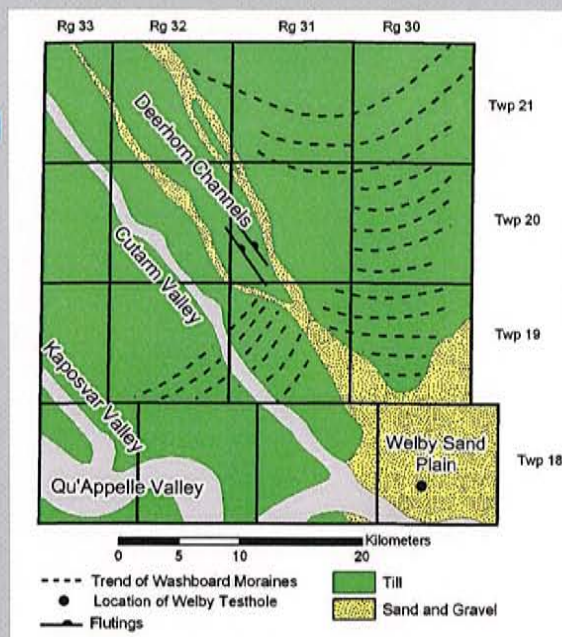 Rg 33 Rg 32 Rg 31 Rg 30
Twp 21
Deerhorn Channels
Twp 20
Cutarm Valley
Twp 19
Kaposvar Valley
Welby Sand
Plain
Twp 18
Qu'Appelle Valley
Kilometers
0 5 10 20
Trend of Washboard Moraines
Location of Welby Testhole
Flutings
Till
Sand and Gravel